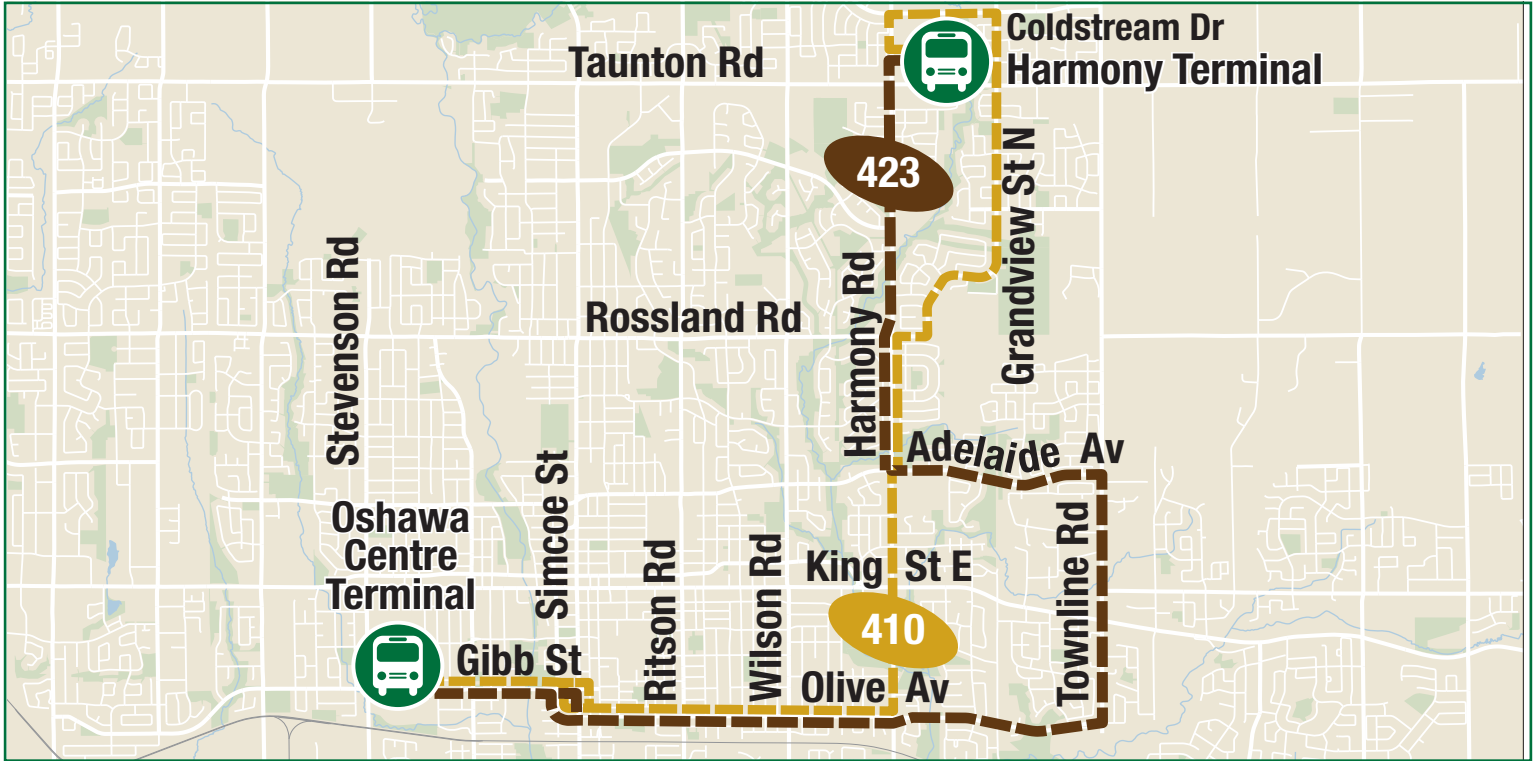 Coldstream Dr
Harmony Terminal
Taunton Rd
423
Grandview St N
Stevenson Rd
Harmony Rd
Rossland Rd
Adelaide Av
Simcoe St
Oshawa
Centre
Terminal
Ritson Rd
Wilson Rd
King St E
Townline Rd
410
Gibb St
Olive Av